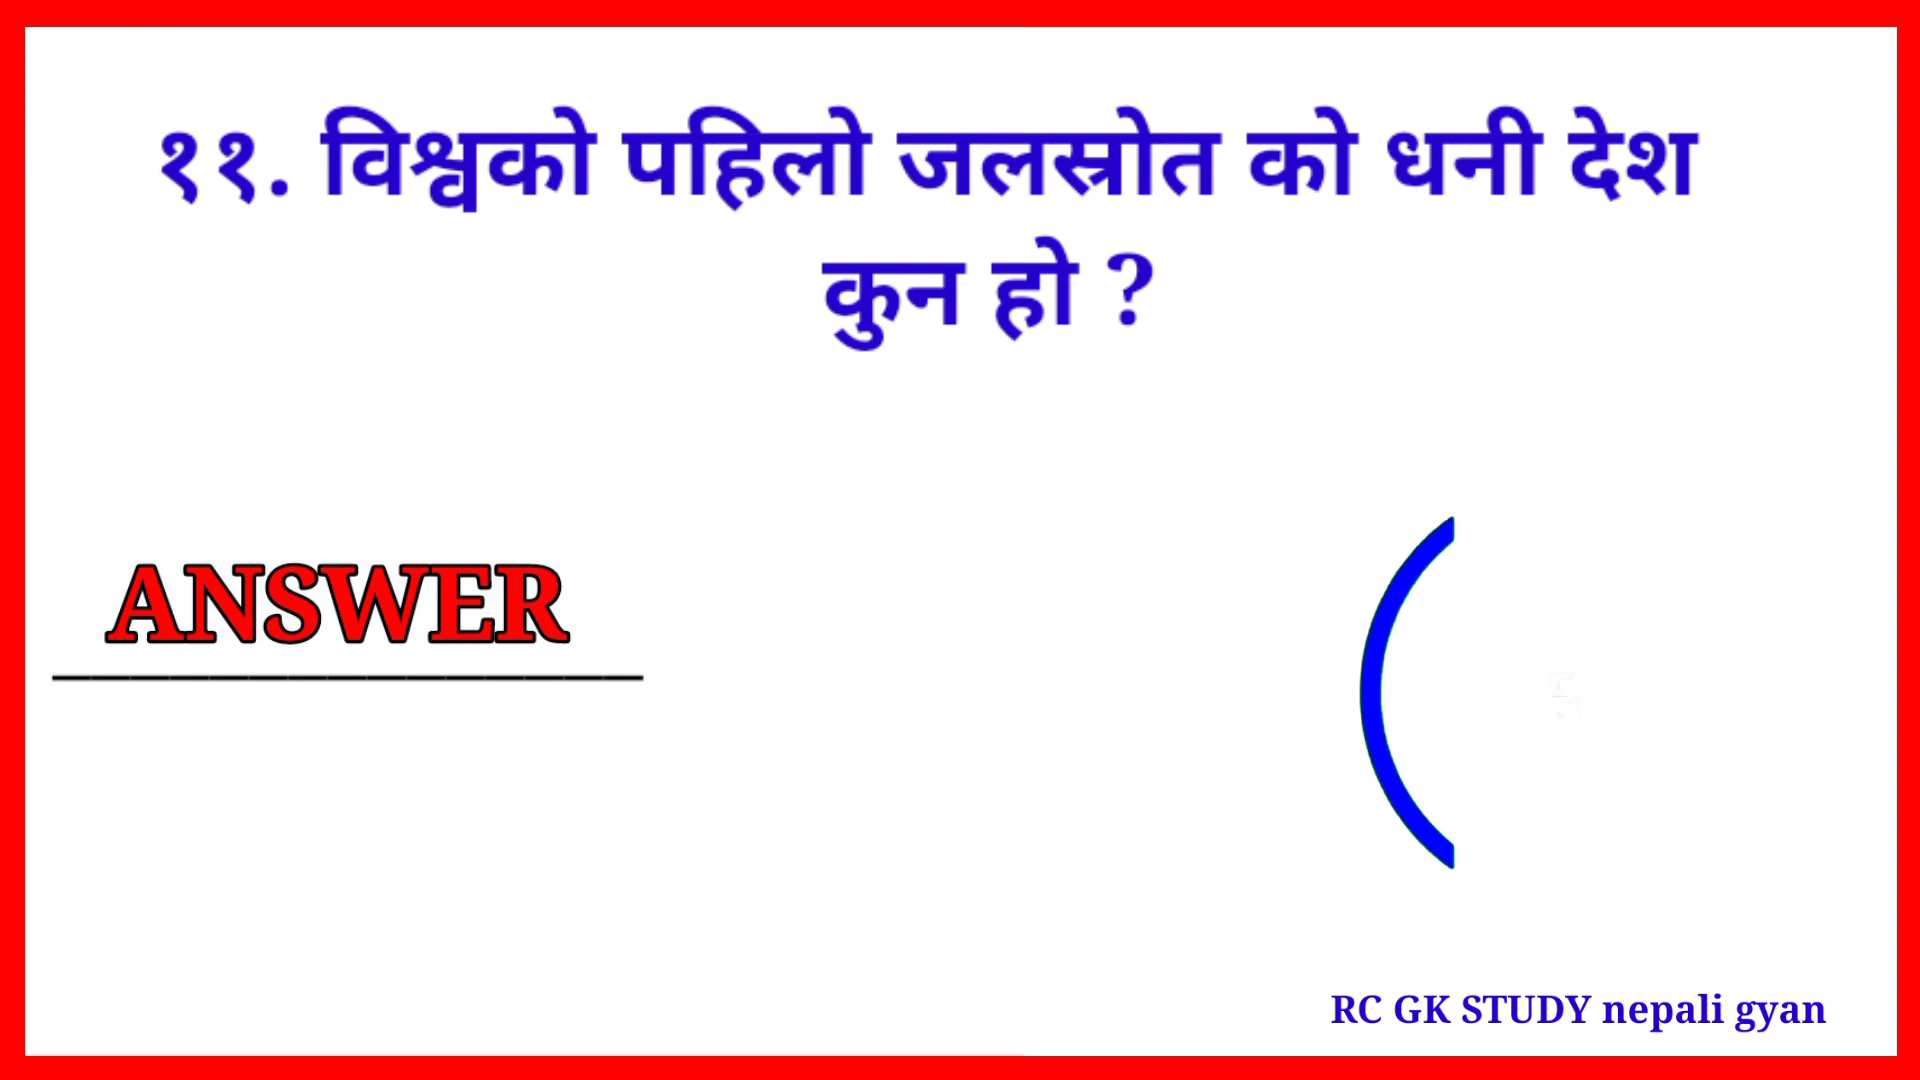 ११. विश्वको पहिलो जलस्रोत को धनी देश
कुन हो ?
ANSWER
RC GK STUDY nepali gyan